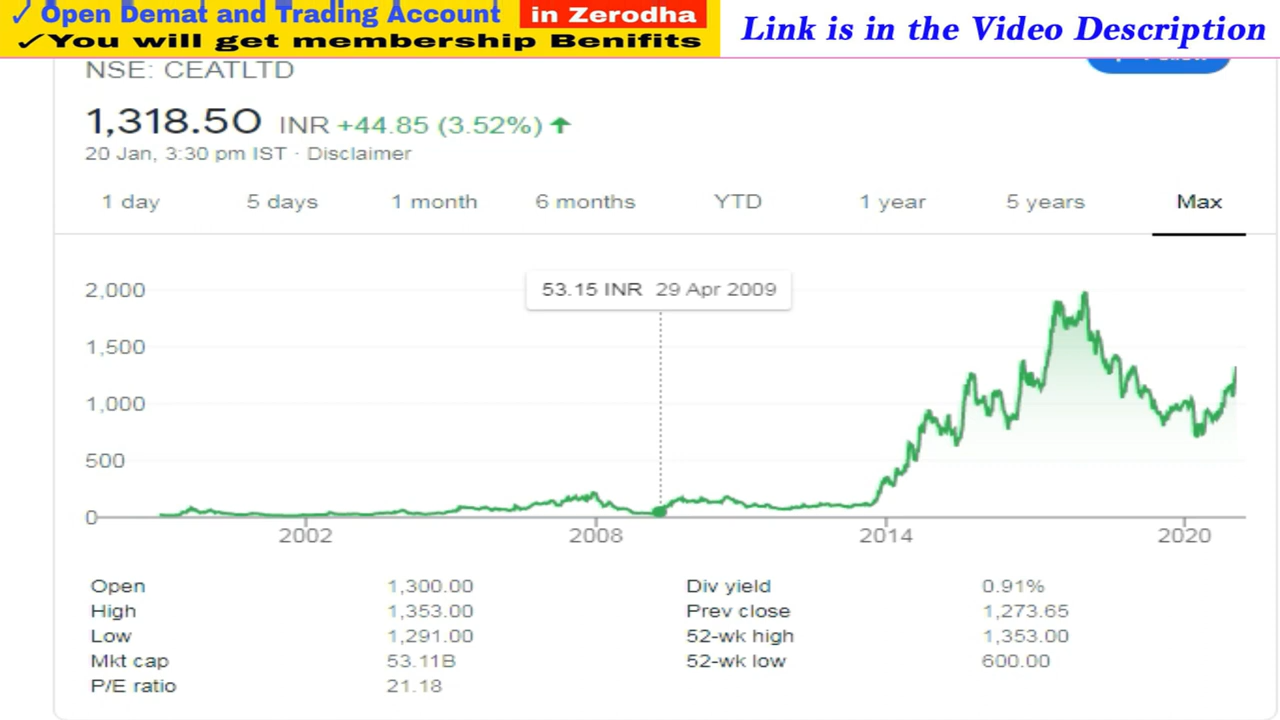 ✓ Open Demat and Trading Account in Zerodha
✓You will get membership Benifits
Link is in the Video Description
NSE: CEATLTD
1,318.50 INR +44.85 (3.52%) ↑
20 Jan, 3:30 pm IST · Disclaimer
1 day 5 days 1 month 6 months YTD 1 year 5 years Max
53.15 INR 29 Apr 2009
2,000
1,500
1,000
500
0
2002 2008 2014 2020
Open 1,300.00 Div yield 0.91%
High 1,353.00 Prev close 1,273.65
Low 1,291.00 52-wk high 1,353.00
Mkt cap 53.11B 52-wk low 600.00
P/E ratio 21.18